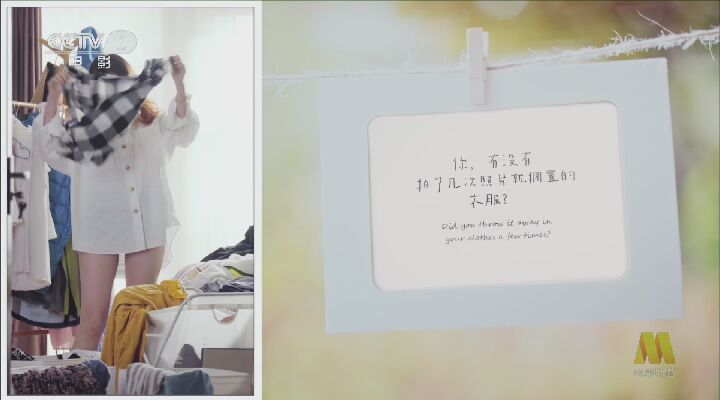 CCTV 6
电影
你，有没有
拍了几次照片就搁置的
衣服？
Did you throw it away in
your clothes a few times?
M